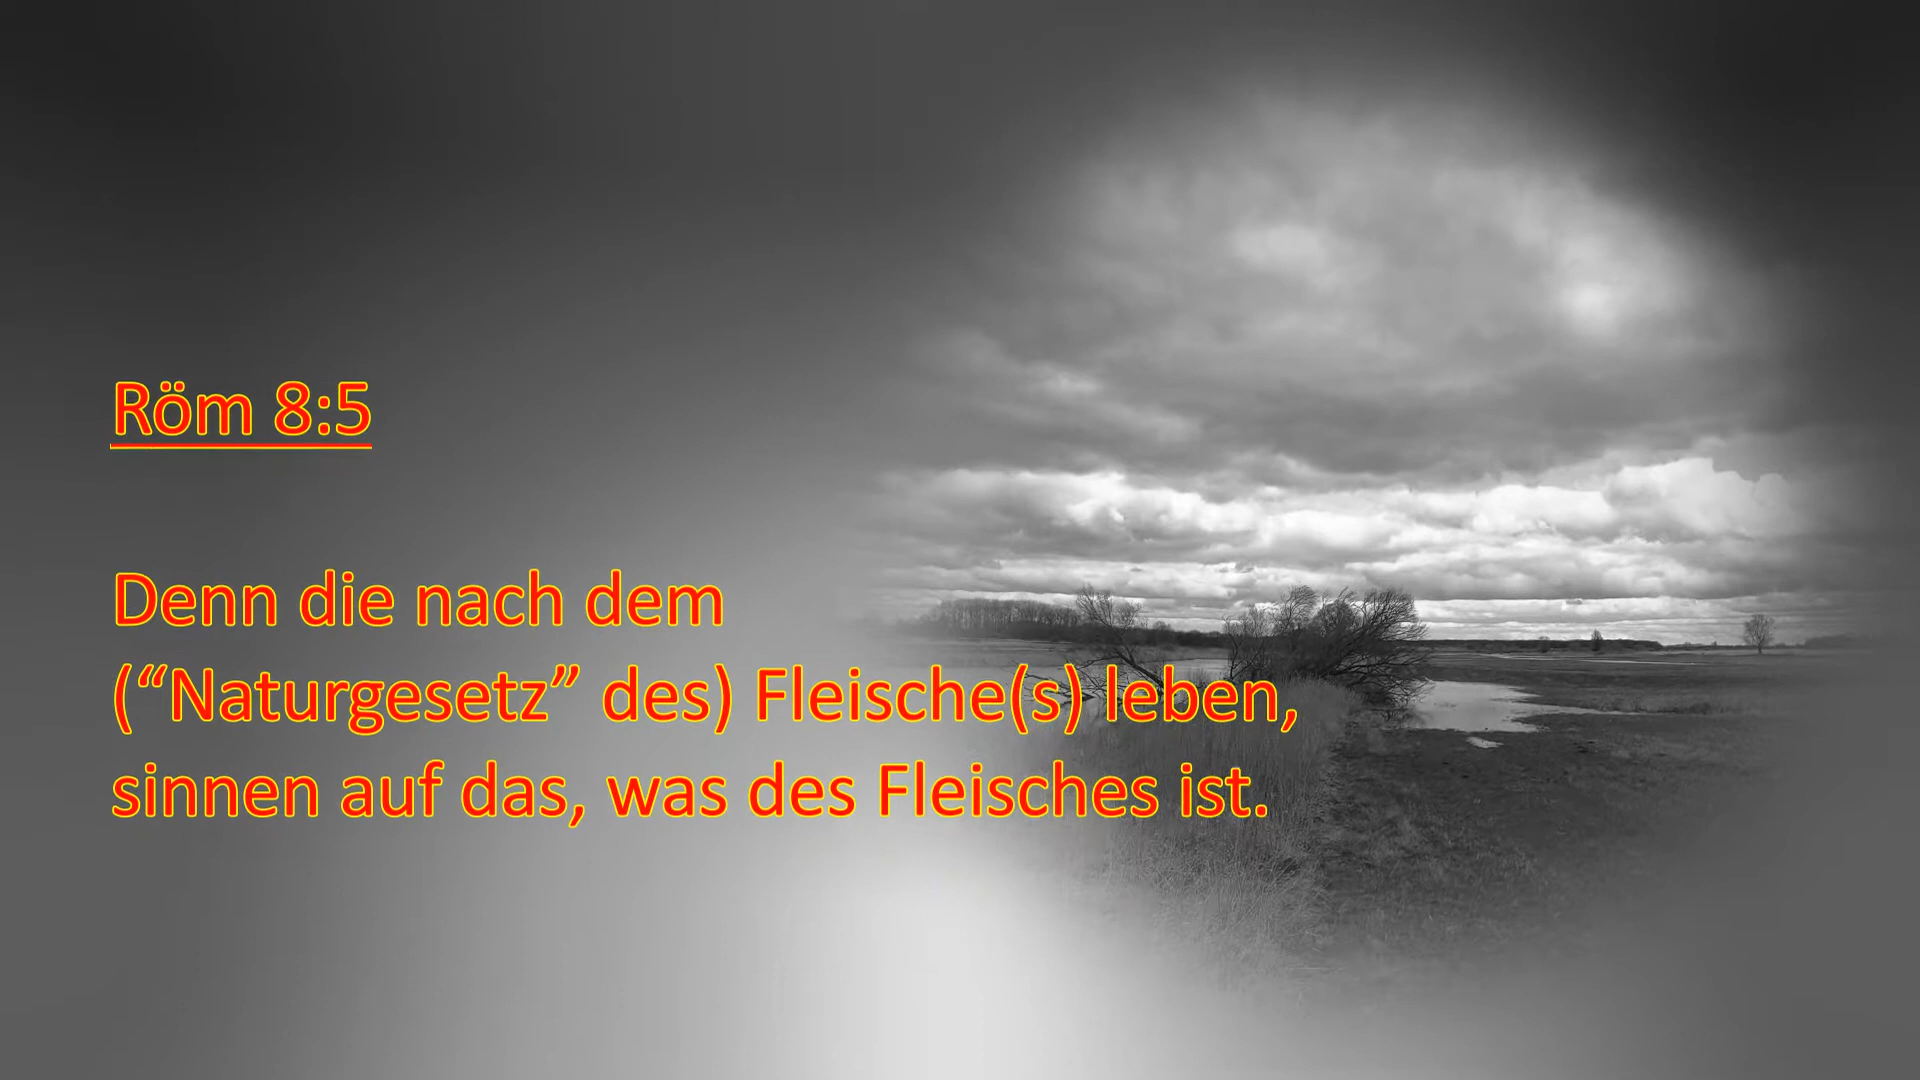 Röm 8:5
Denn die nach dem
(“Naturgesetz” des) Fleische(s) leben,
sinnen auf das, was des Fleisches ist.